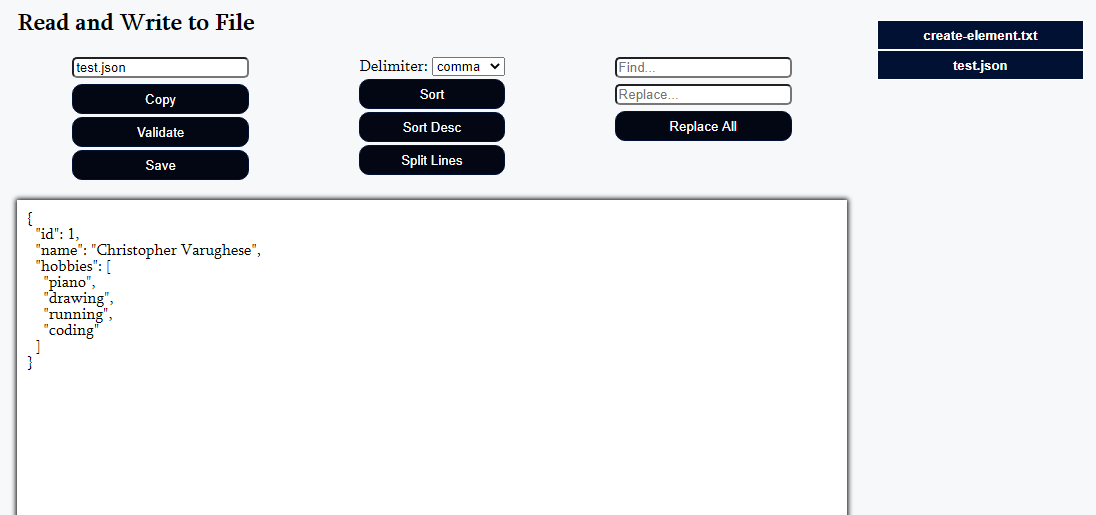 Read and Write to File
test.json
Copy
Validate
Save
Delimiter: comma
Sort
Sort Desc
Split Lines
Find...
Replace...
Replace All
create-element.txt
test.json
{
  "id": 1,
  "name": "Christopher Varughese",
  "hobbies": [
    "piano",
    "drawing",
    "running",
    "coding"
  ]
}